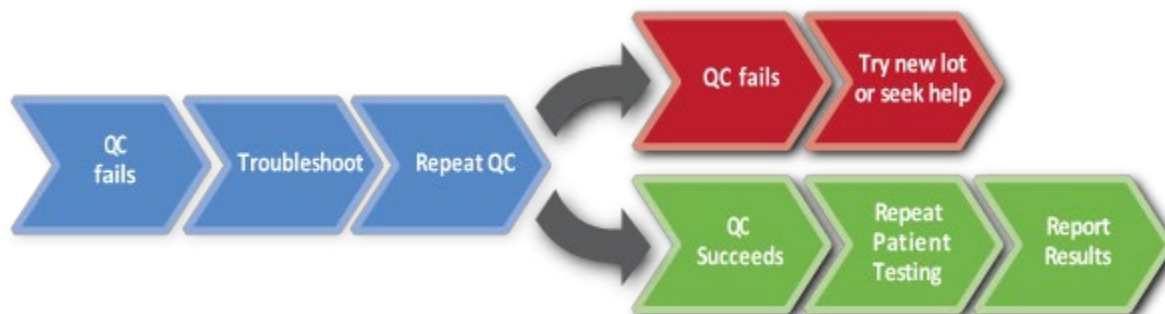 QC
fails
Troubleshoot
Repeat QC
QC fails
Try new lot
or seek help
QC
Succeeds
Repeat
Patient
Testing
Report
Results